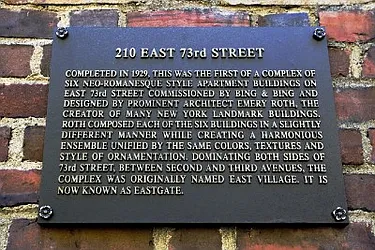 210 EAST 73rd STREET
COMPLETED IN 1929, THIS WAS THE FIRST OF A COMPLEX OF
SIX NEO-ROMANESQUE STYLE APARTMENT BUILDINGS ON
EAST 73rd STREET COMMISSIONED BY BING & BING AND
DESIGNED BY PROMINENT ARCHITECT EMERY ROTH, THE
CREATOR OF MANY NEW YORK LANDMARK BUILDINGS.
ROTH COMPOSED EACH OF THE SIX BUILDINGS IN A SLIGHTLY
DIFFERENT MANNER WHILE CREATING A HARMONIOUS
ENSEMBLE UNIFIED BY THE SAME COLORS, TEXTURES AND
STYLE OF ORNAMENTATION. DOMINATING BOTH SIDES OF
73rd STREET, BETWEEN SECOND AND THIRD AVENUES, THE
COMPLEX WAS ORIGINALLY NAMED EAST VILLAGE. IT IS
NOW KNOWN AS EASTGATE.